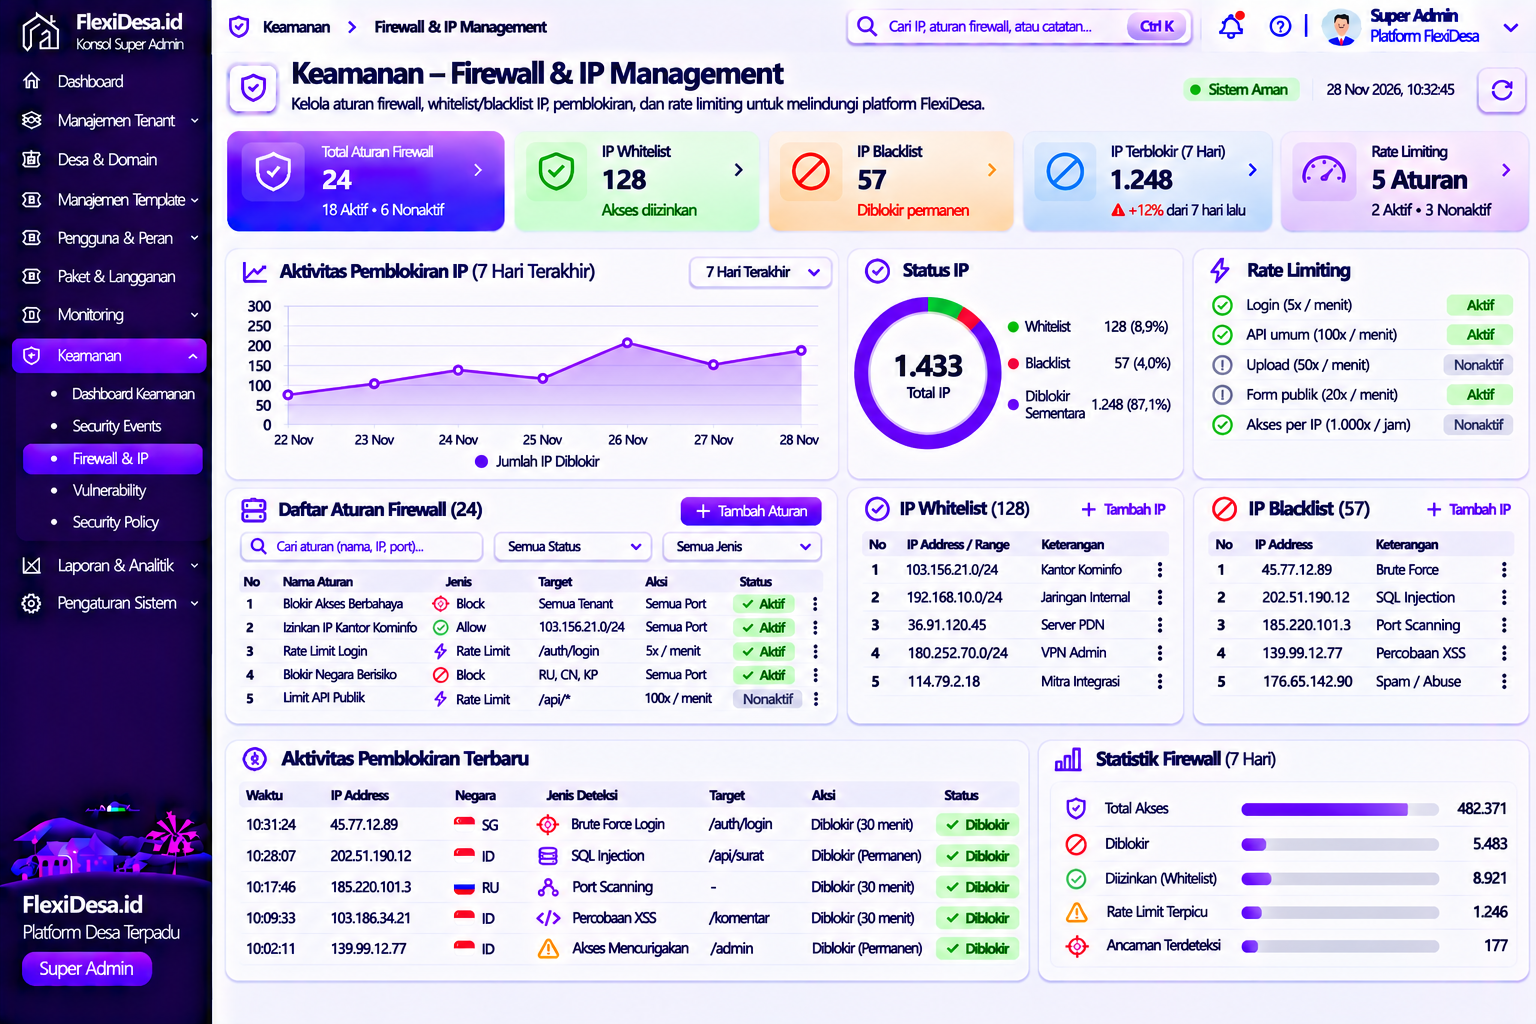 FlexiDesa.id
Konsol Super Admin
Dashboard
Manajemen Tenant
Desa & Domain
Manajemen Template
Pengguna & Peran
Paket & Langganan
Monitoring
Keamanan
Dashboard Keamanan
Security Events
Firewall & IP
Vulnerability
Security Policy
Laporan & Analitik
Pengaturan Sistem
FlexiDesa.id
Platform Desa Terpadu
Super Admin
Keamanan > Firewall & IP Management
Cari IP, aturan firewall, atau catatan... Ctrl K
Super Admin
Platform FlexiDesa
Keamanan – Firewall & IP Management
Kelola aturan firewall, whitelist/blacklist IP, pemblokiran, dan rate limiting untuk melindungi platform FlexiDesa.
Sistem Aman
28 Nov 2026, 10:32:45
Total Aturan Firewall
24
18 Aktif • 6 Nonaktif
IP Whitelist
128
Akses diizinkan
IP Blacklist
57
Diblokir permanen
IP Terblokir (7 Hari)
1.248
+12% dari 7 hari lalu
Rate Limiting
5 Aturan
2 Aktif • 3 Nonaktif
Aktivitas Pemblokiran IP (7 Hari Terakhir)
7 Hari Terakhir
300
250
200
150
100
50
0
22 Nov 23 Nov 24 Nov 25 Nov 26 Nov 27 Nov 28 Nov
Jumlah IP Diblokir
Status IP
1.433
Total IP
Whitelist 128 (8,9%)
Blacklist 57 (4,0%)
Diblokir Sementara 1.248 (87,1%)
Rate Limiting
Login (5x / menit) Aktif
API umum (100x / menit) Aktif
Upload (50x / menit) Nonaktif
Form publik (20x / menit) Aktif
Akses per IP (1.000x / jam) Nonaktif
Daftar Aturan Firewall (24)
+ Tambah Aturan
Cari aturan (nama, IP, port)...
Semua Status
Semua Jenis
No Nama Aturan Jenis Target Aksi Status
1 Blokir Akses Berbahaya Block Semua Tenant Semua Port Aktif
2 Izinkan IP Kantor Kominfo Allow 103.156.21.0/24 Semua Port Aktif
3 Rate Limit Login Rate Limit /auth/login 5x / menit Aktif
4 Blokir Negara Berisiko Block RU, CN, KP Semua Port Aktif
5 Limit API Publik Rate Limit /api/* 100x / menit Nonaktif
IP Whitelist (128)
+ Tambah IP
No IP Address / Range Keterangan
1 103.156.21.0/24 Kantor Kominfo
2 192.168.10.0/24 Jaringan Internal
3 36.91.120.45 Server PDN
4 180.252.70.0/24 VPN Admin
5 114.79.2.18 Mitra Integrasi
IP Blacklist (57)
+ Tambah IP
No IP Address Keterangan
1 45.77.12.89 Brute Force
2 202.51.190.12 SQL Injection
3 185.220.101.3 Port Scanning
4 139.99.12.77 Percobaan XSS
5 176.65.142.90 Spam / Abuse
Aktivitas Pemblokiran Terbaru
Waktu IP Address Negara Jenis Deteksi Target Aksi Status
10:31:24 45.77.12.89 SG Brute Force Login /auth/login Diblokir (30 menit) Diblokir
10:28:07 202.51.190.12 ID SQL Injection /api/surat Diblokir (Permanen) Diblokir
10:17:46 185.220.101.3 RU Port Scanning - Diblokir (30 menit) Diblokir
10:09:33 103.186.34.21 ID Percobaan XSS /komentar Diblokir (30 menit) Diblokir
10:02:11 139.99.12.77 ID Akses Mencurigakan /admin Diblokir (Permanen) Diblokir
Statistik Firewall (7 Hari)
Total Akses 482.371
Diblokir 5.483
Diizinkan (Whitelist) 8.921
Rate Limit Terpicu 1.246
Ancaman Terdeteksi 177